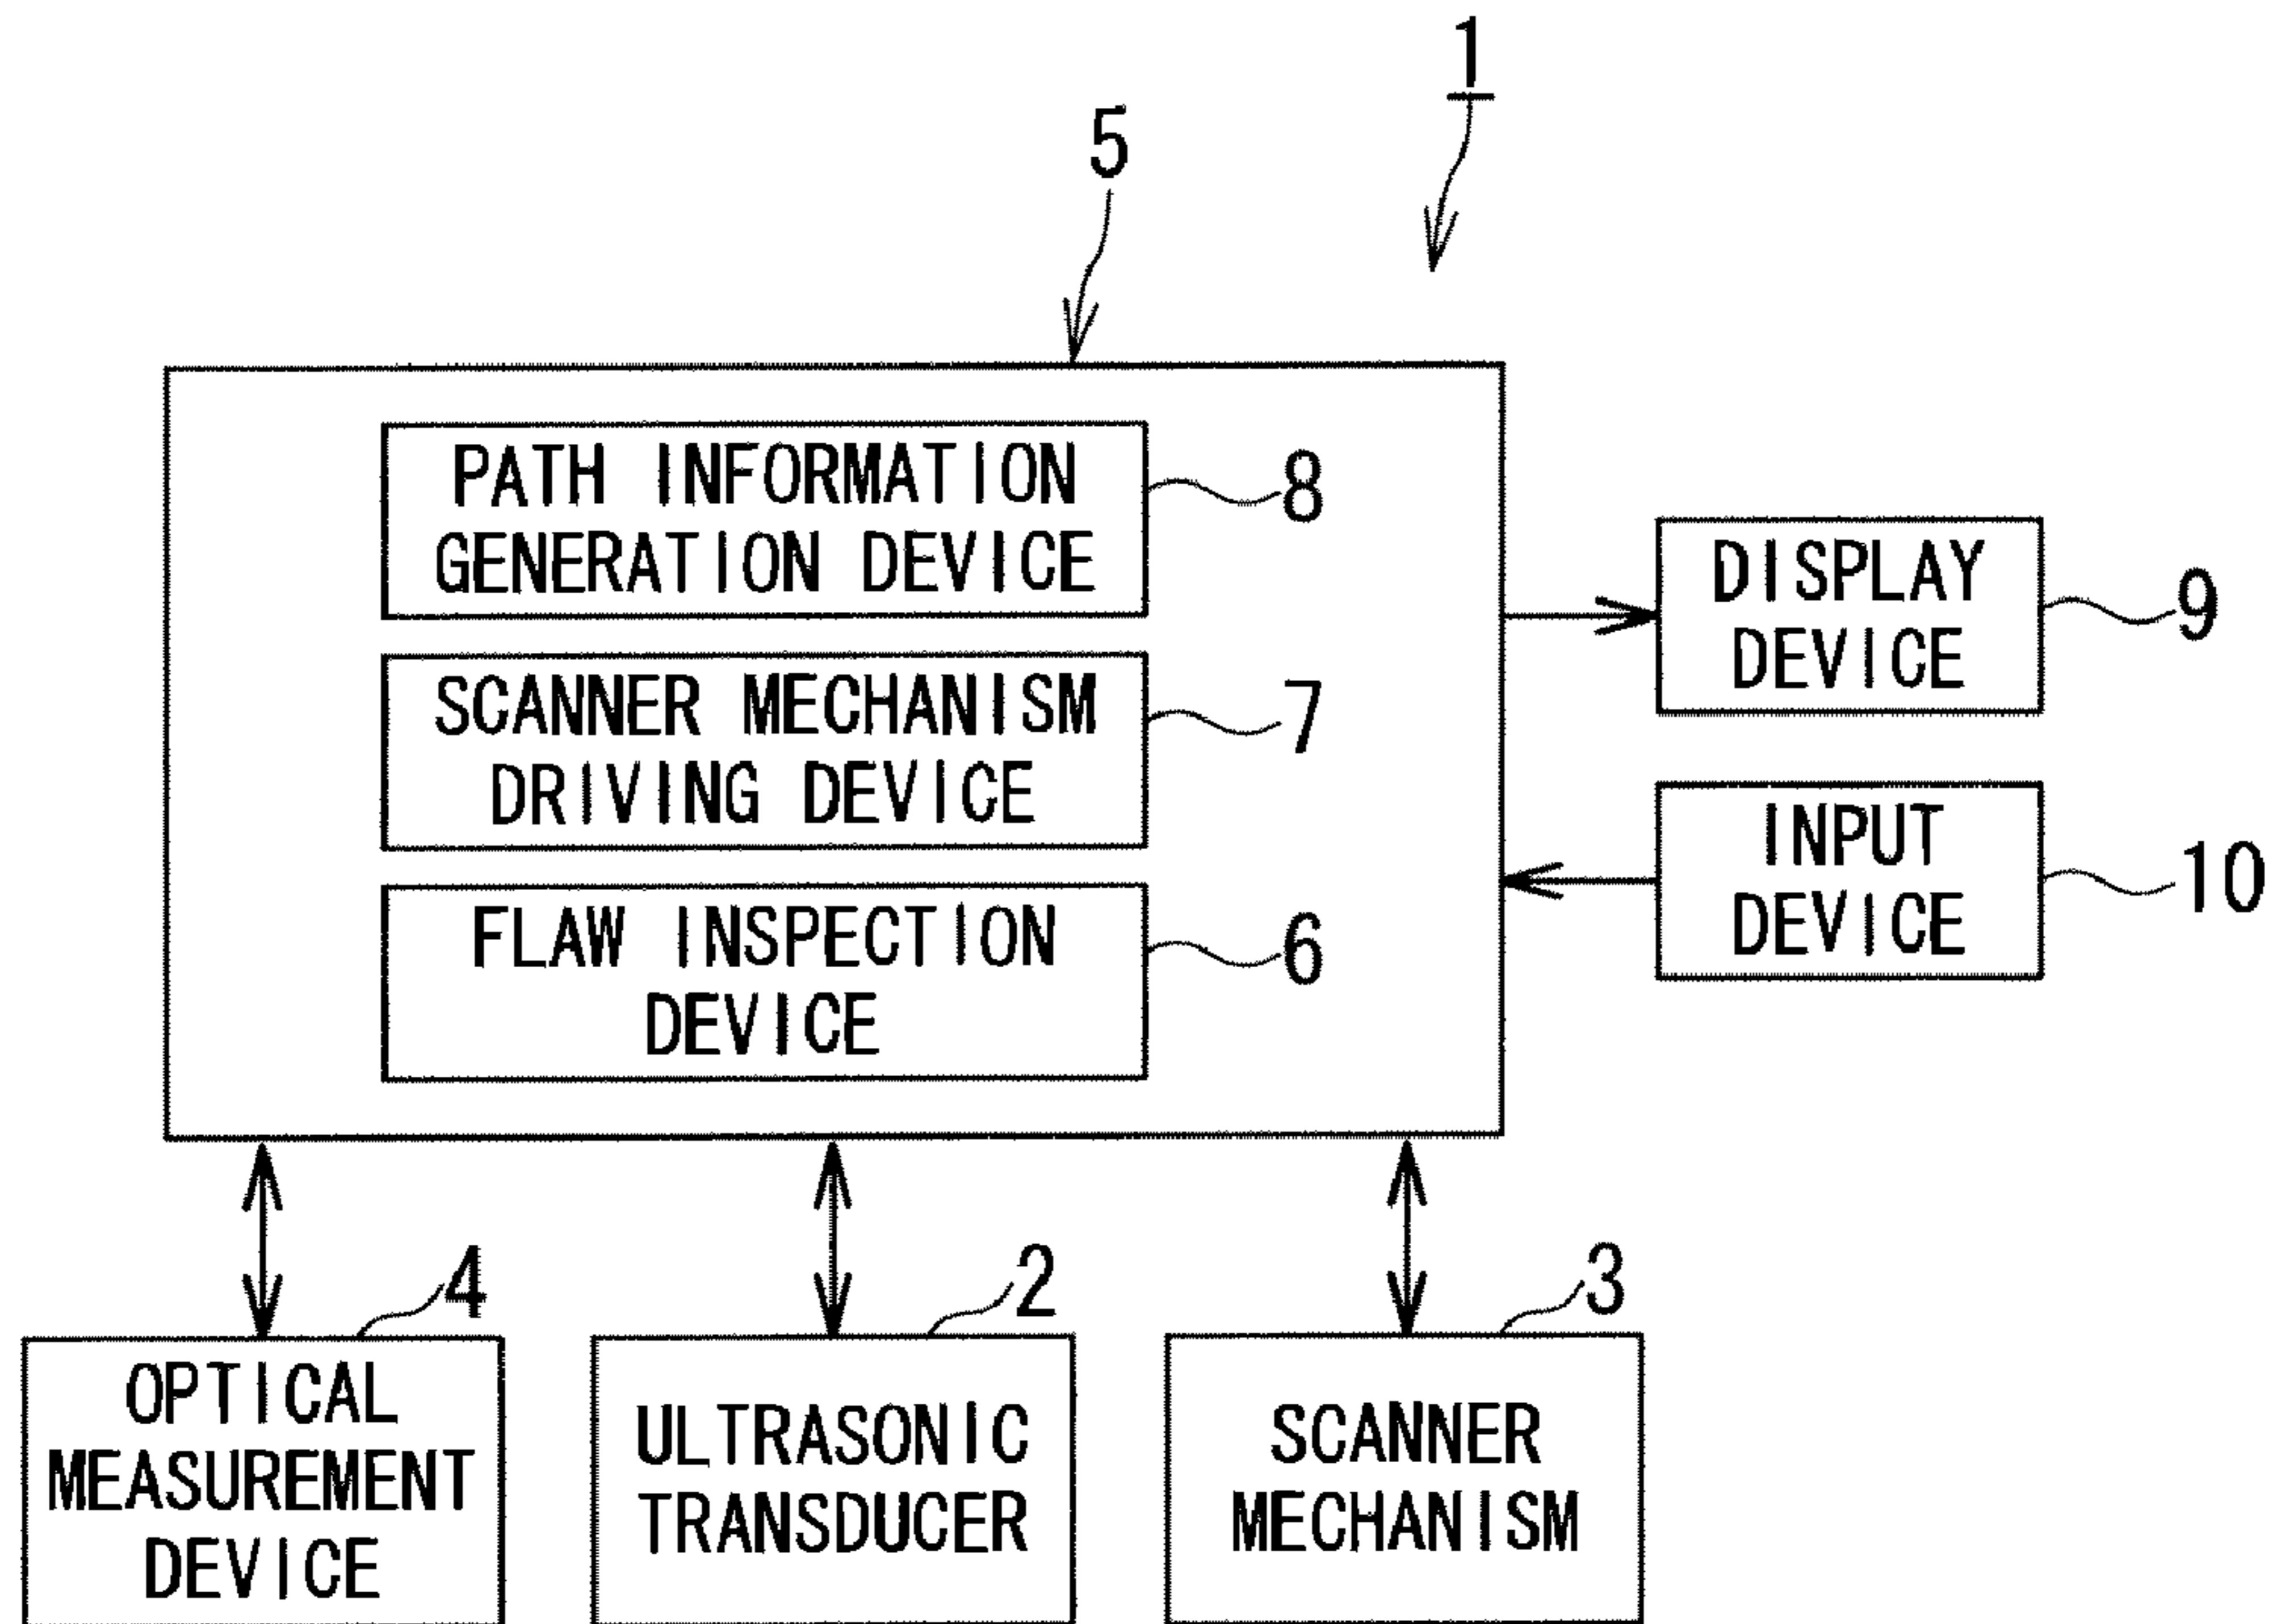 1
5
PATH INFORMATION
GENERATION DEVICE
8
SCANNER MECHANISM
DRIVING DEVICE
7
FLAW INSPECTION
DEVICE
6
DISPLAY
DEVICE
9
INPUT
DEVICE
10
4
OPTICAL
MEASUREMENT
DEVICE
2
ULTRASONIC
TRANSDUCER
3
SCANNER
MECHANISM